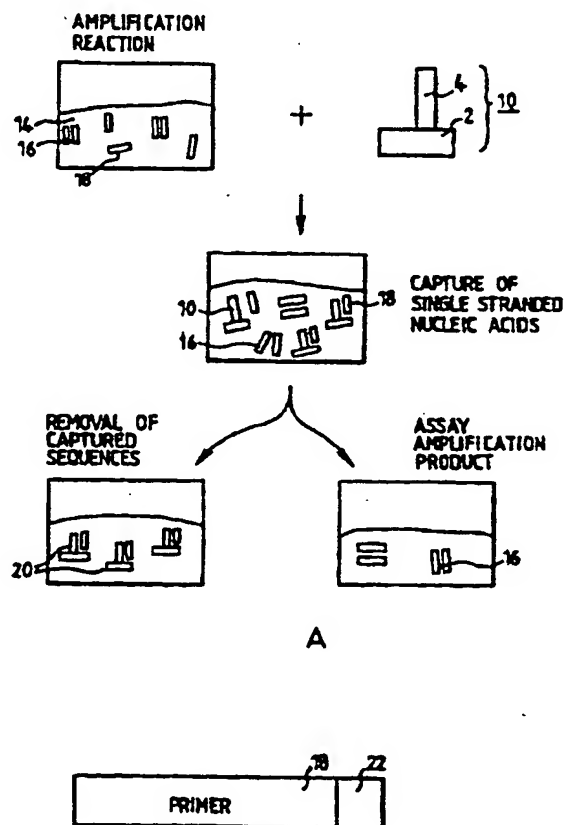 AMPLIFICATION
REACTION
14
16
18
+
4
2
10
10
16
18
CAPTURE OF
SINGLE STRANDED
NUCLEIC ACIDS
REMOVAL OF
CAPTURED
SEQUENCES
20
ASSAY
AMPLIFICATION
PRODUCT
16
A
18
22
PRIMER